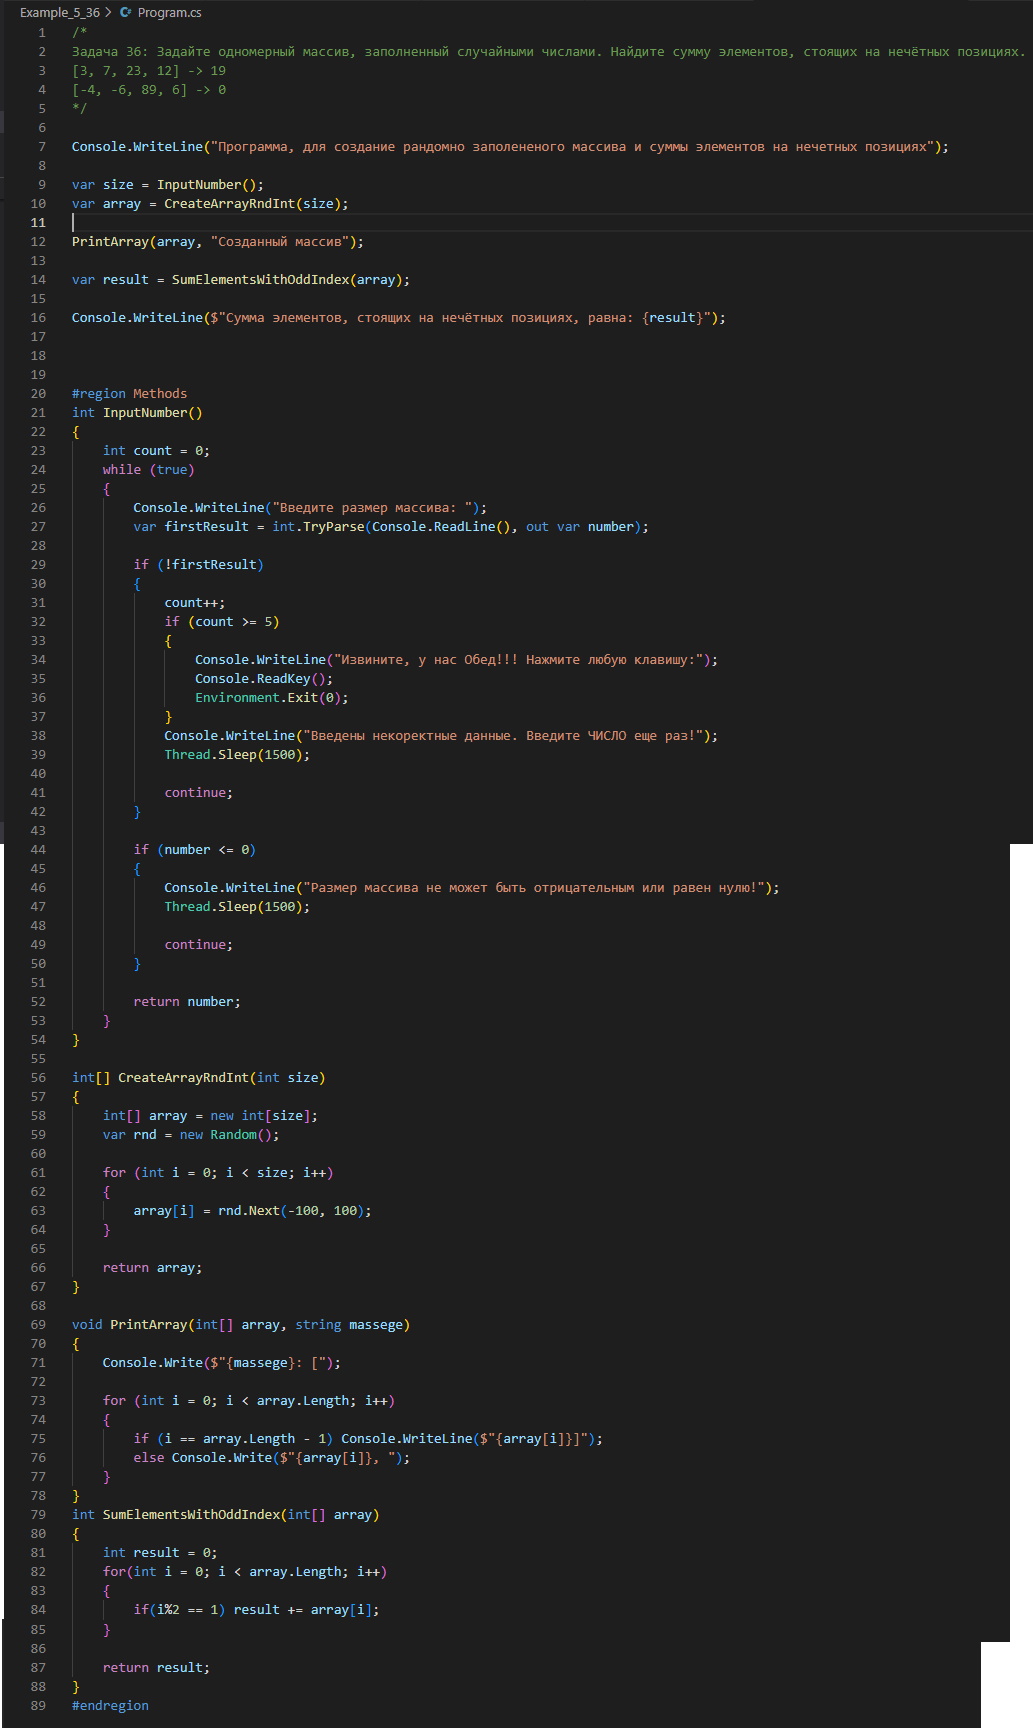 Example_5_36 > C# Program.cs
1 /*
2 Задача 36: Задайте одномерный массив, заполненный случайными числами. Найдите сумму элементов, стоящих на нечётных позициях.
3 [3, 7, 23, 12] -> 19
4 [-4, -6, 89, 6] -> 0
5 */
6
7 Console.WriteLine("Программа, для создание рандомно заполененого массива и суммы элементов на нечетных позициях");
8
9 var size = InputNumber();
10 var array = CreateArrayRndInt(size);
11
12 PrintArray(array, "Созданный массив");
13
14 var result = SumElementsWithOddIndex(array);
15
16 Console.WriteLine($"Сумма элементов, стоящих на нечётных позициях, равна: {result}");
17
18
19
20 #region Methods
21 int InputNumber()
22 {
23 int count = 0;
24 while (true)
25 {
26 Console.WriteLine("Введите размер массива: ");
27 var firstResult = int.TryParse(Console.ReadLine(), out var number);
28
29 if (!firstResult)
30 {
31 count++;
32 if (count >= 5)
33 {
34 Console.WriteLine("Извините, у нас Обед!!! Нажмите любую клавишу:");
35 Console.ReadKey();
36 Environment.Exit(0);
37 }
38 Console.WriteLine("Введены некоректные данные. Введите ЧИСЛО еще раз!");
39 Thread.Sleep(1500);
40
41 continue;
42 }
43
44 if (number <= 0)
45 {
46 Console.WriteLine("Размер массива не может быть отрицательным или равен нулю!");
47 Thread.Sleep(1500);
48
49 continue;
50 }
51
52 return number;
53 }
54 }
55
56 int[] CreateArrayRndInt(int size)
57 {
58 int[] array = new int[size];
59 var rnd = new Random();
60
61 for (int i = 0; i < size; i++)
62 {
63 array[i] = rnd.Next(-100, 100);
64 }
65
66 return array;
67 }
68
69 void PrintArray(int[] array, string massege)
70 {
71 Console.Write($"{massege}: [");
72
73 for (int i = 0; i < array.Length; i++)
74 {
75 if (i == array.Length - 1) Console.WriteLine($"{array[i]}]");
76 else Console.Write($"{array[i]}, ");
77 }
78 }
79 int SumElementsWithOddIndex(int[] array)
80 {
81 int result = 0;
82 for(int i = 0; i < array.Length; i++)
83 {
84 if(i%2 == 1) result += array[i];
85 }
86
87 return result;
88 }
89 #endregion